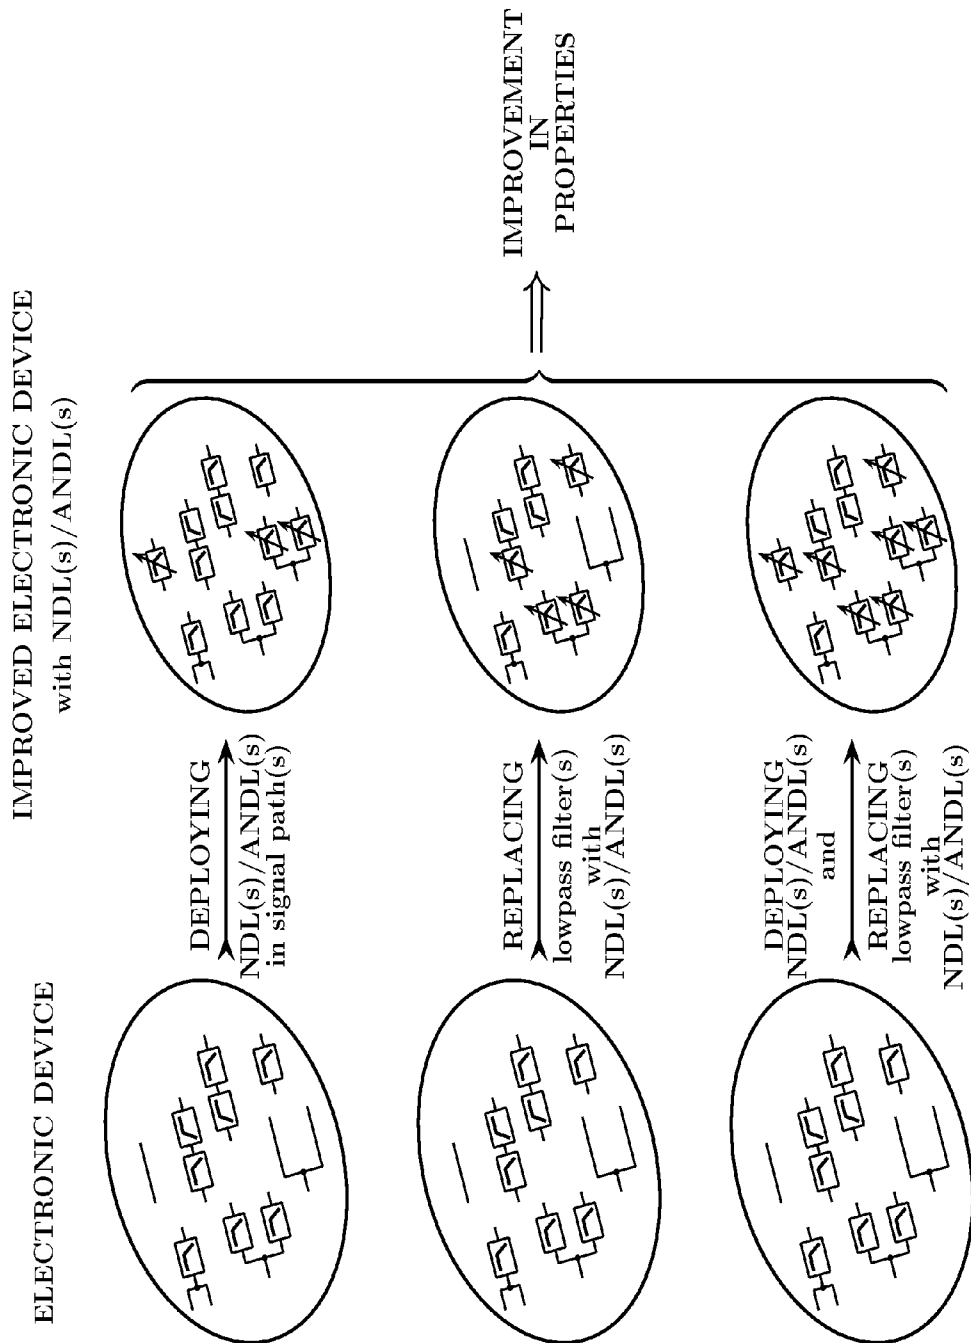 ELECTRONIC DEVICE
IMPROVED ELECTRONIC DEVICE
with NDL(s)/ANDL(s)
DEPLOYING
NDL(s)/ANDL(s)
in signal path(s)
REPLACING
lowpass filter(s)
with
NDL(s)/ANDL(s)
DEPLOYING
NDL(s)/ANDL(s)
and
REPLACING
lowpass filter(s)
with
NDL(s)/ANDL(s)
IMPROVEMENT
IN
PROPERTIES